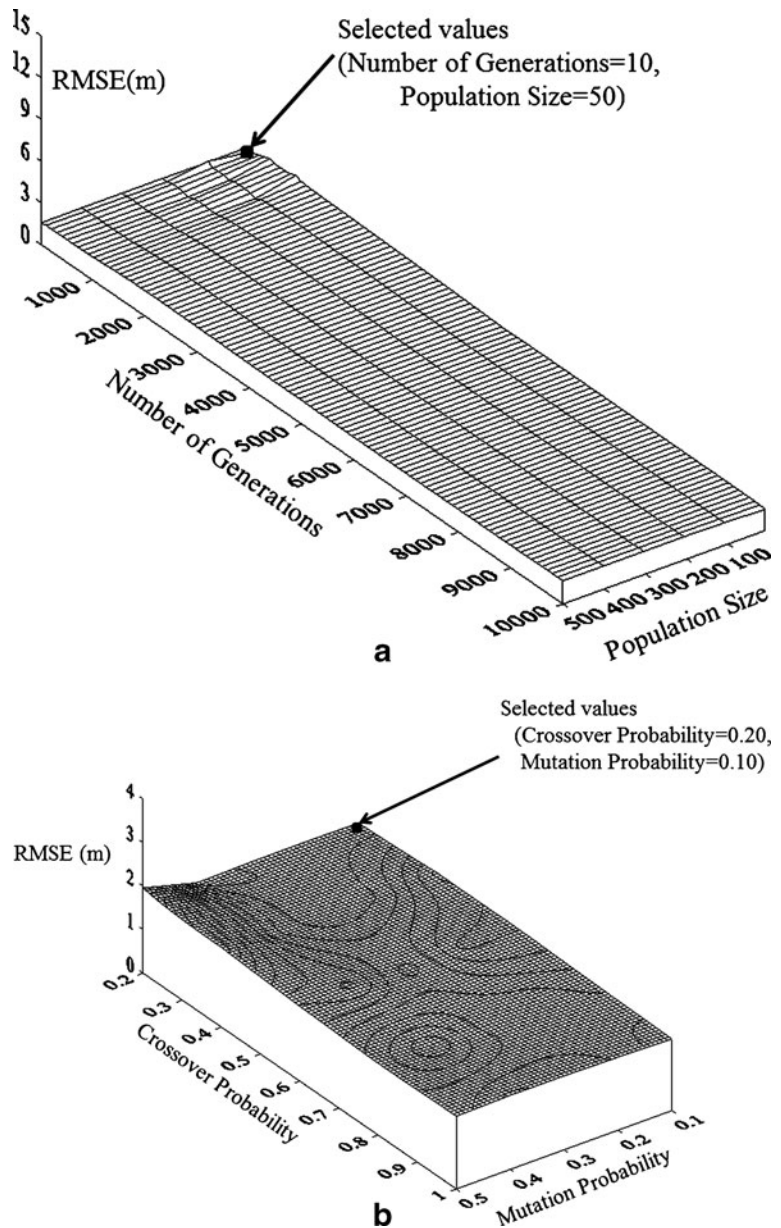 Selected values
(Number of Generations=10,
Population Size=50)
RMSE(m)
15
12
9
6
3
0
1000
2000
3000
4000
5000
6000
7000
8000
9000
10000
Number of Generations
500
400
300
200
100
Population Size
a
Selected values
(Crossover Probability=0.20,
Mutation Probability=0.10)
RMSE (m)
4
3
2
1
0
0.2
0.3
0.4
0.5
0.6
0.7
0.8
0.9
1
Crossover Probability
0.5
0.4
0.3
0.2
0.1
Mutation Probability
b